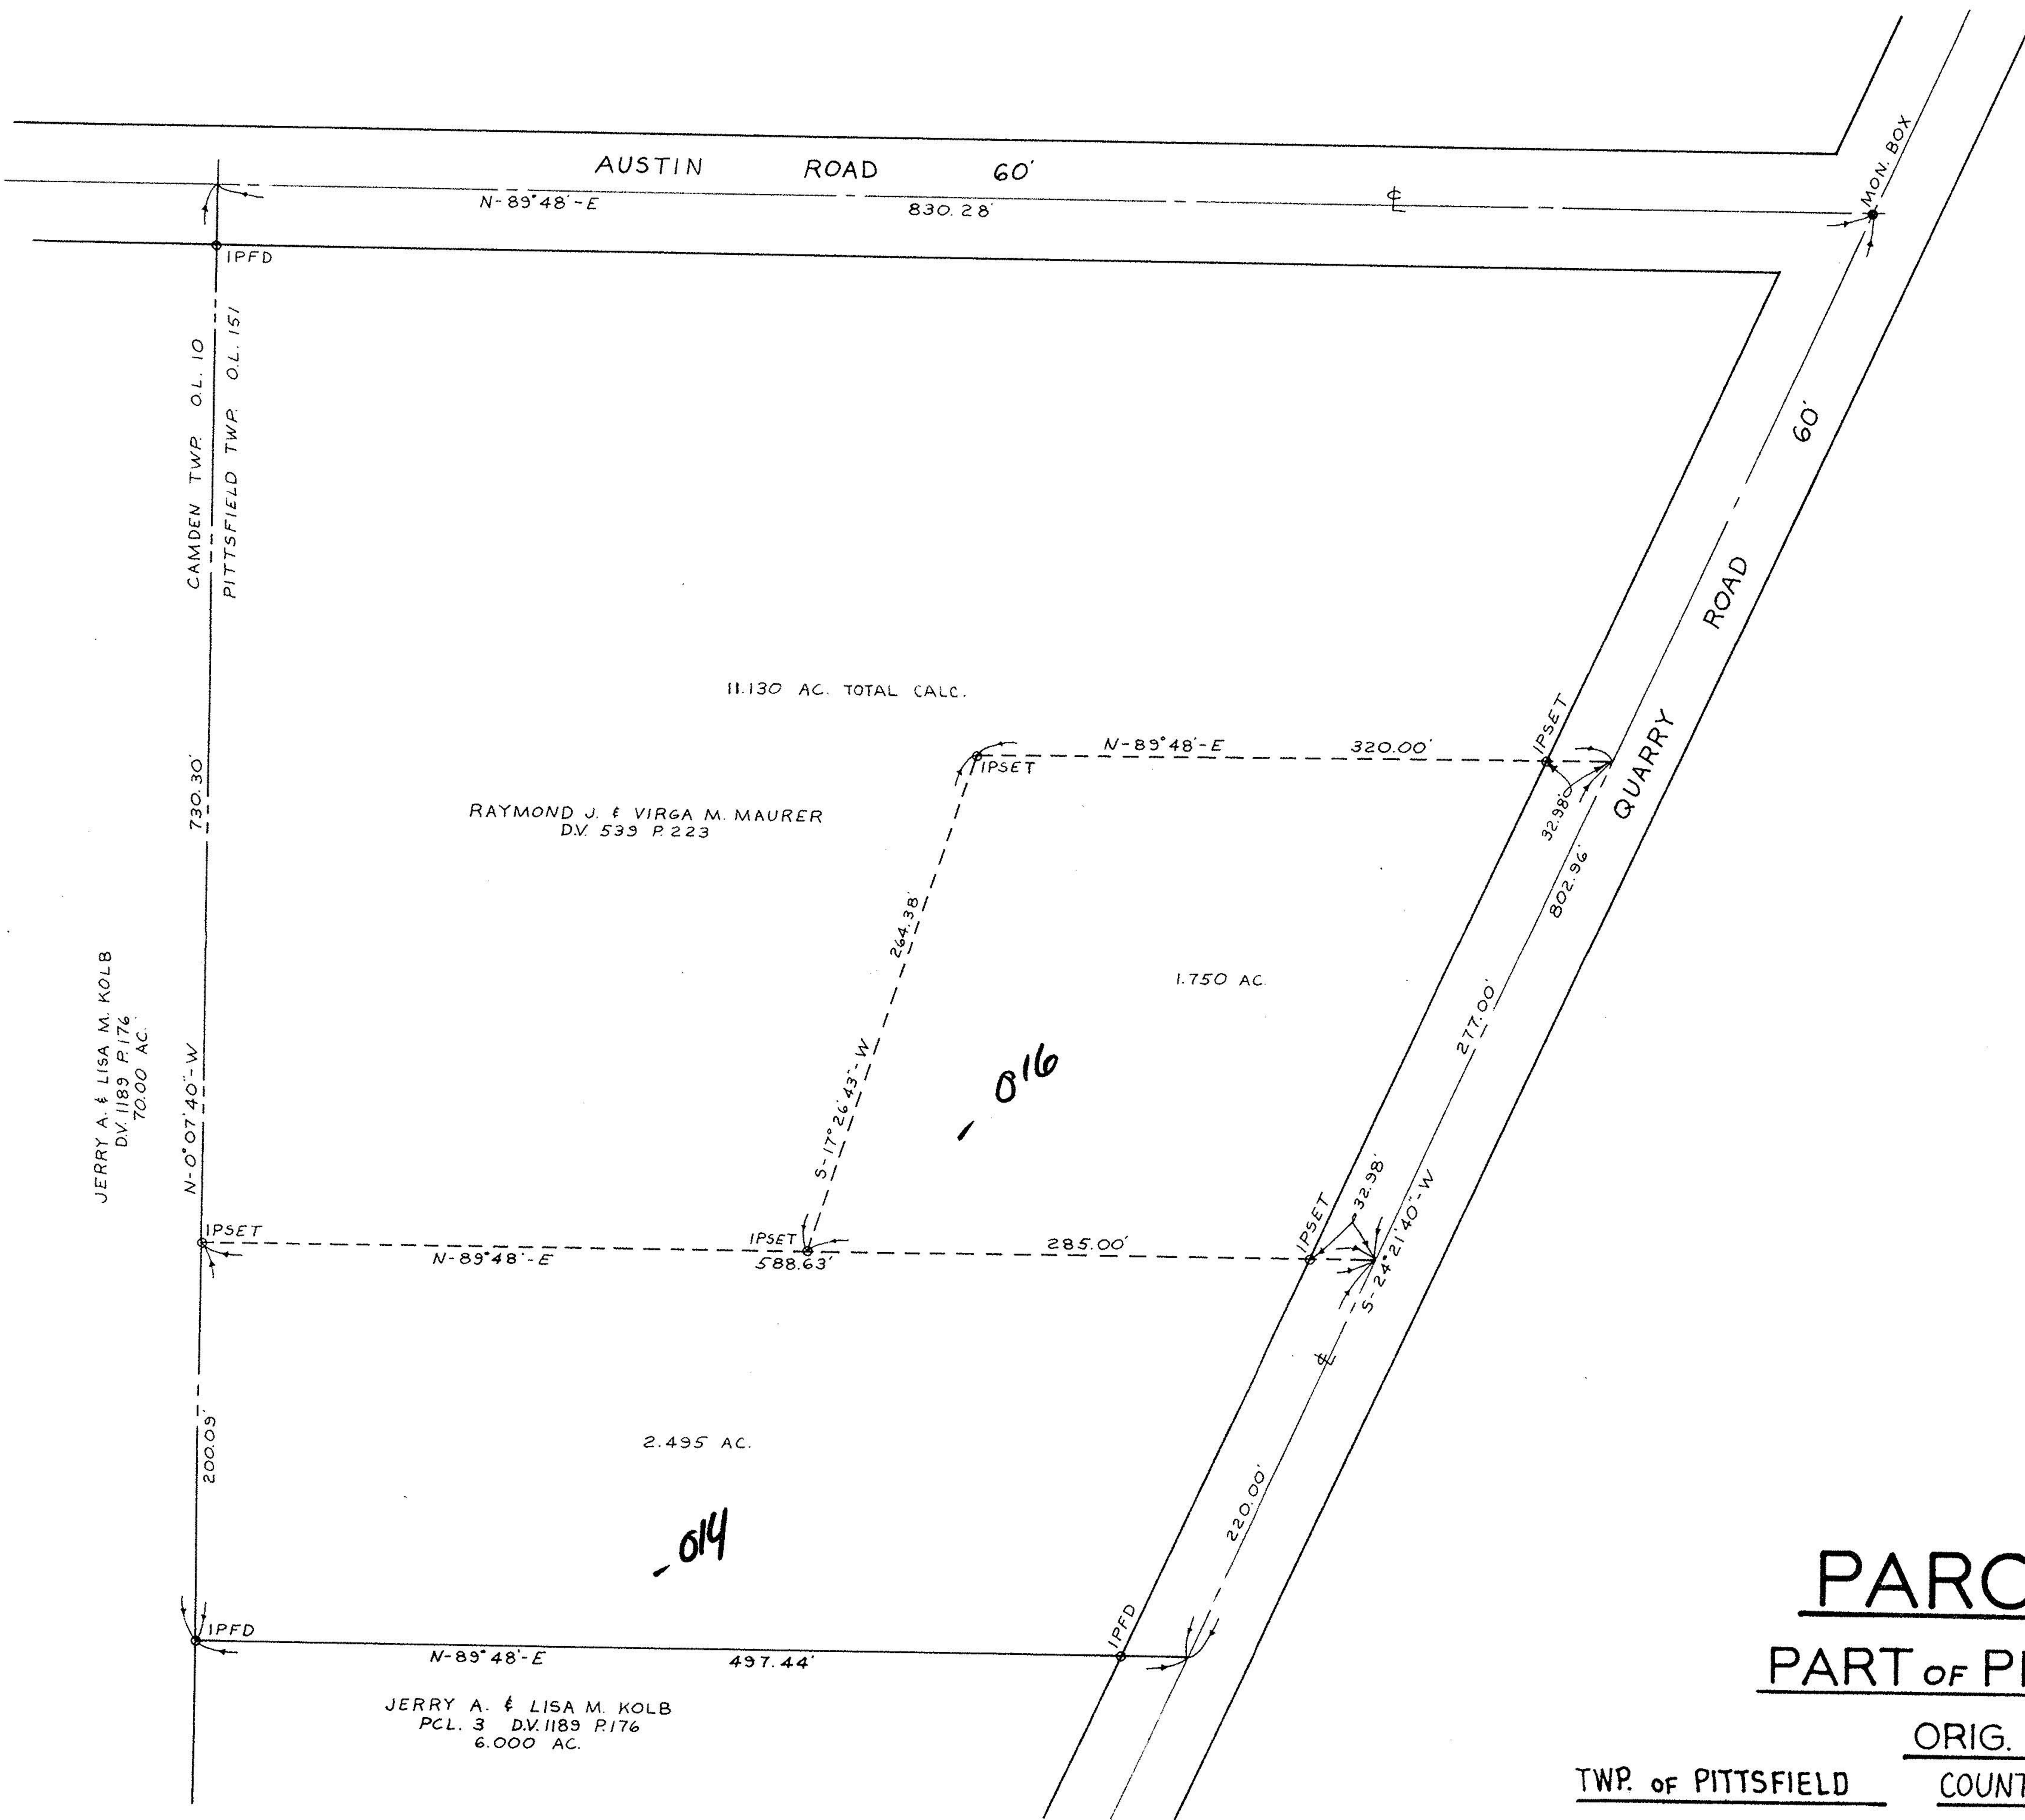 AUSTIN ROAD 60'
N-89°48'-E 830.28' ℄
MON. BOX
IPFD
CAMDEN TWP. O.L. 10
PITTSFIELD TWP. O.L. 151
60'
QUARRY ROAD
11.130 AC. TOTAL CALC.
N-89°48'-E 320.00'
IPSET
IPSET
32.98'
730.30'
RAYMOND J. & VIRGA M. MAURER
D.V. 539 P. 223
802.96'
264.38'
1.750 AC.
277.00'
JERRY A. & LISA M. KOLB
D.V. 1189 P. 176
70.00 AC.
N-0°07'40"-W
S-17°26'43"-W
- 016
32.98'
S-24°21'40"-W
IPSET
IPSET
IPSET
285.00'
N-89°48'-E 588.63'
℄
200.09'
2.495 AC.
220.00'
- 014
IPFD
IPFD
N-89°48'-E 497.44'
JERRY A. & LISA M. KOLB
PCL. 3 D.V. 1189 P. 176
6.000 AC.
PARC
PART OF PI
ORIG.
TWP. OF PITTSFIELD COUNT